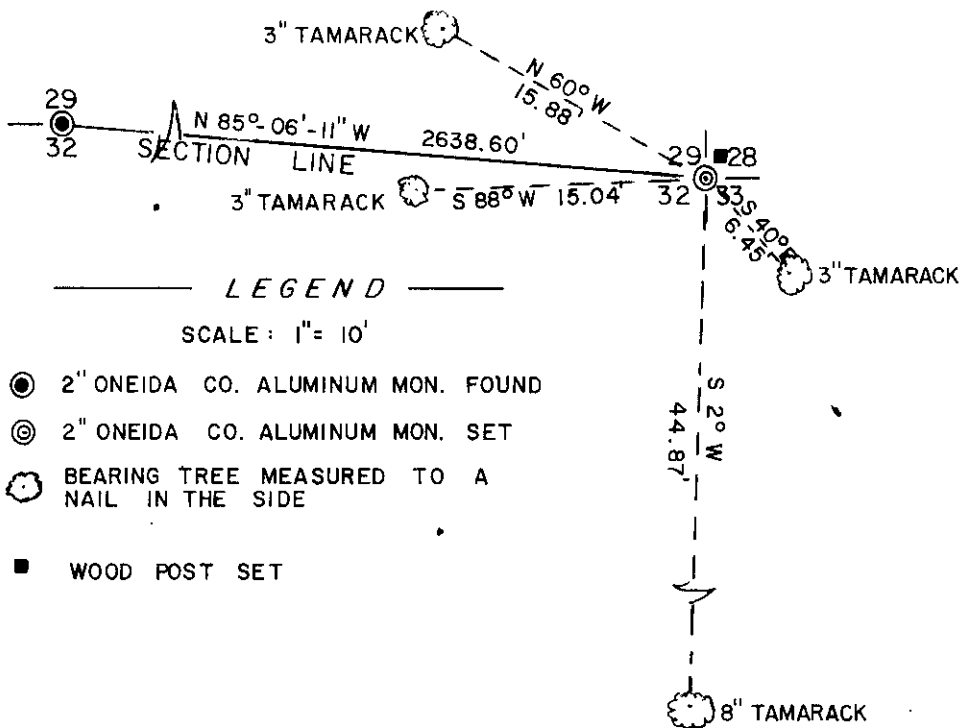 3" TAMARACK
N 60° W
15.88'
29
32
N 85°-06'-11" W 2638.60'
SECTION LINE
29 28
32 33
3" TAMARACK
S 88° W 15.04'
S 40° E
6.45'
3" TAMARACK
LEGEND
SCALE: 1" = 10'
2" ONEIDA CO. ALUMINUM MON. FOUND
2" ONEIDA CO. ALUMINUM MON. SET
BEARING TREE MEASURED TO A
NAIL IN THE SIDE
WOOD POST SET
S 2° W
44.87'
8" TAMARACK